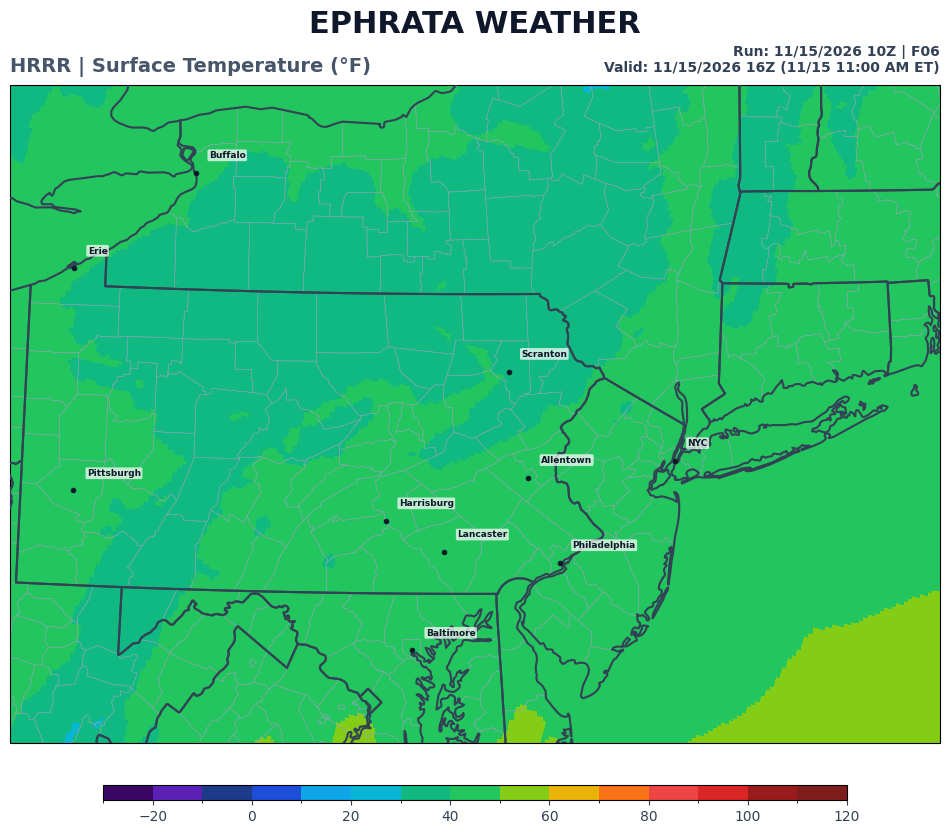 EPHRATA WEATHER
HRRR | Surface Temperature (°F)
Run: 11/15/2026 10Z | F06
Valid: 11/15/2026 16Z (11/15 11:00 AM ET)
Buffalo
Erie
Scranton
NYC
Allentown
Pittsburgh
Harrisburg
Lancaster
Philadelphia
Baltimore
−20 0 20 40 60 80 100 120